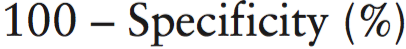 100 – Specificity (%)